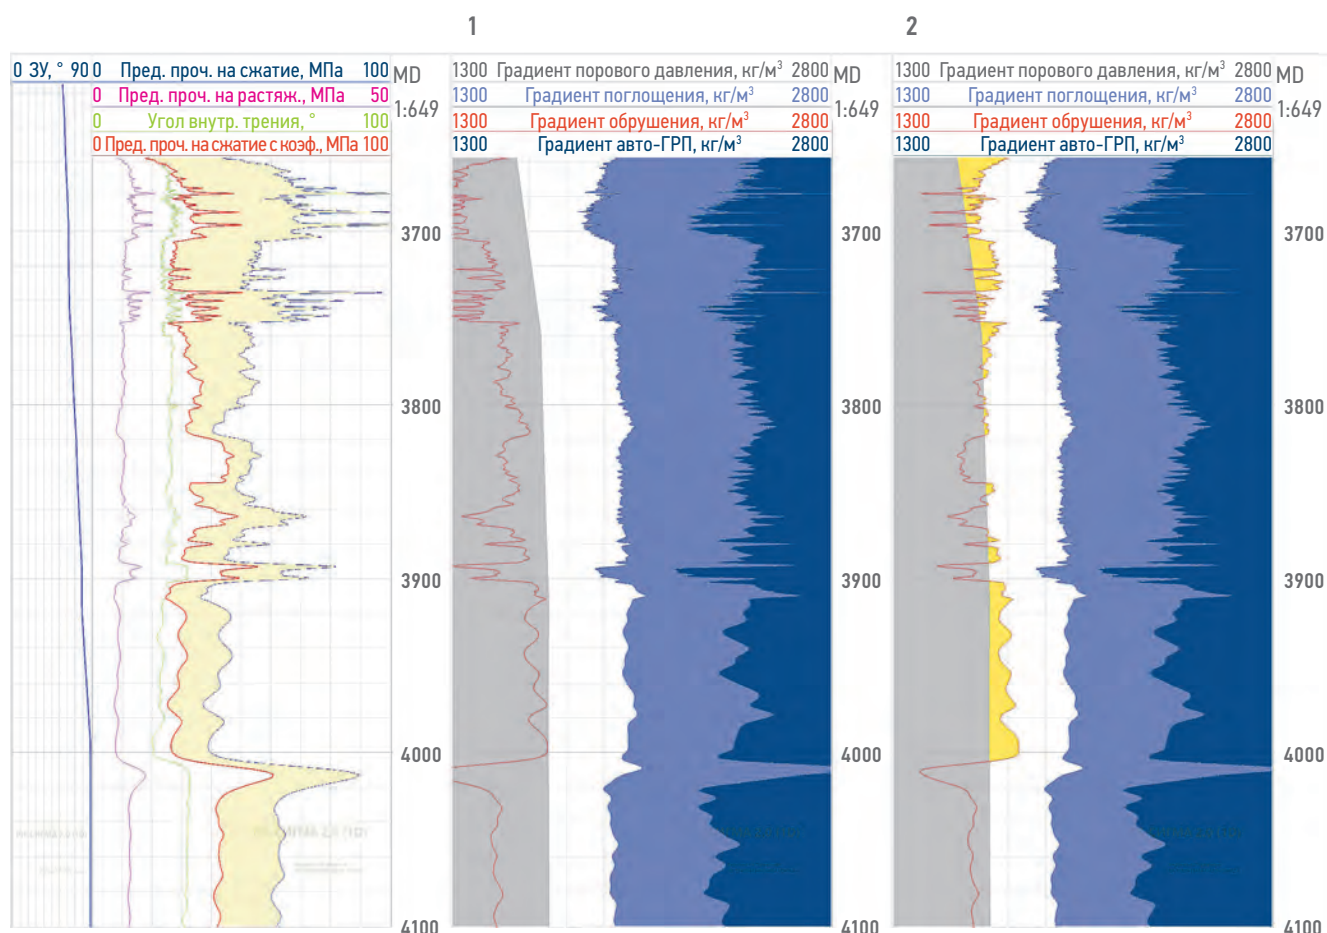 1
2
0 ЗУ, ° 90
0 Пред. проч. на сжатие, МПа 100
0 Пред. проч. на растяж., МПа 50
0 Угол внутр. трения, ° 100
0 Пред. проч. на сжатие с коэф., МПа 100
MD
1:649
1300 Градиент порового давления, кг/м³ 2800
1300 Градиент поглощения, кг/м³ 2800
1300 Градиент обрушения, кг/м³ 2800
1300 Градиент авто-ГРП, кг/м³ 2800
MD
1:649
1300 Градиент порового давления, кг/м³ 2800
1300 Градиент поглощения, кг/м³ 2800
1300 Градиент обрушения, кг/м³ 2800
1300 Градиент авто-ГРП, кг/м³ 2800
MD
1:649
3700
3800
3900
4000
4100
3700
3800
3900
4000
4100
3700
3800
3900
4000
4100